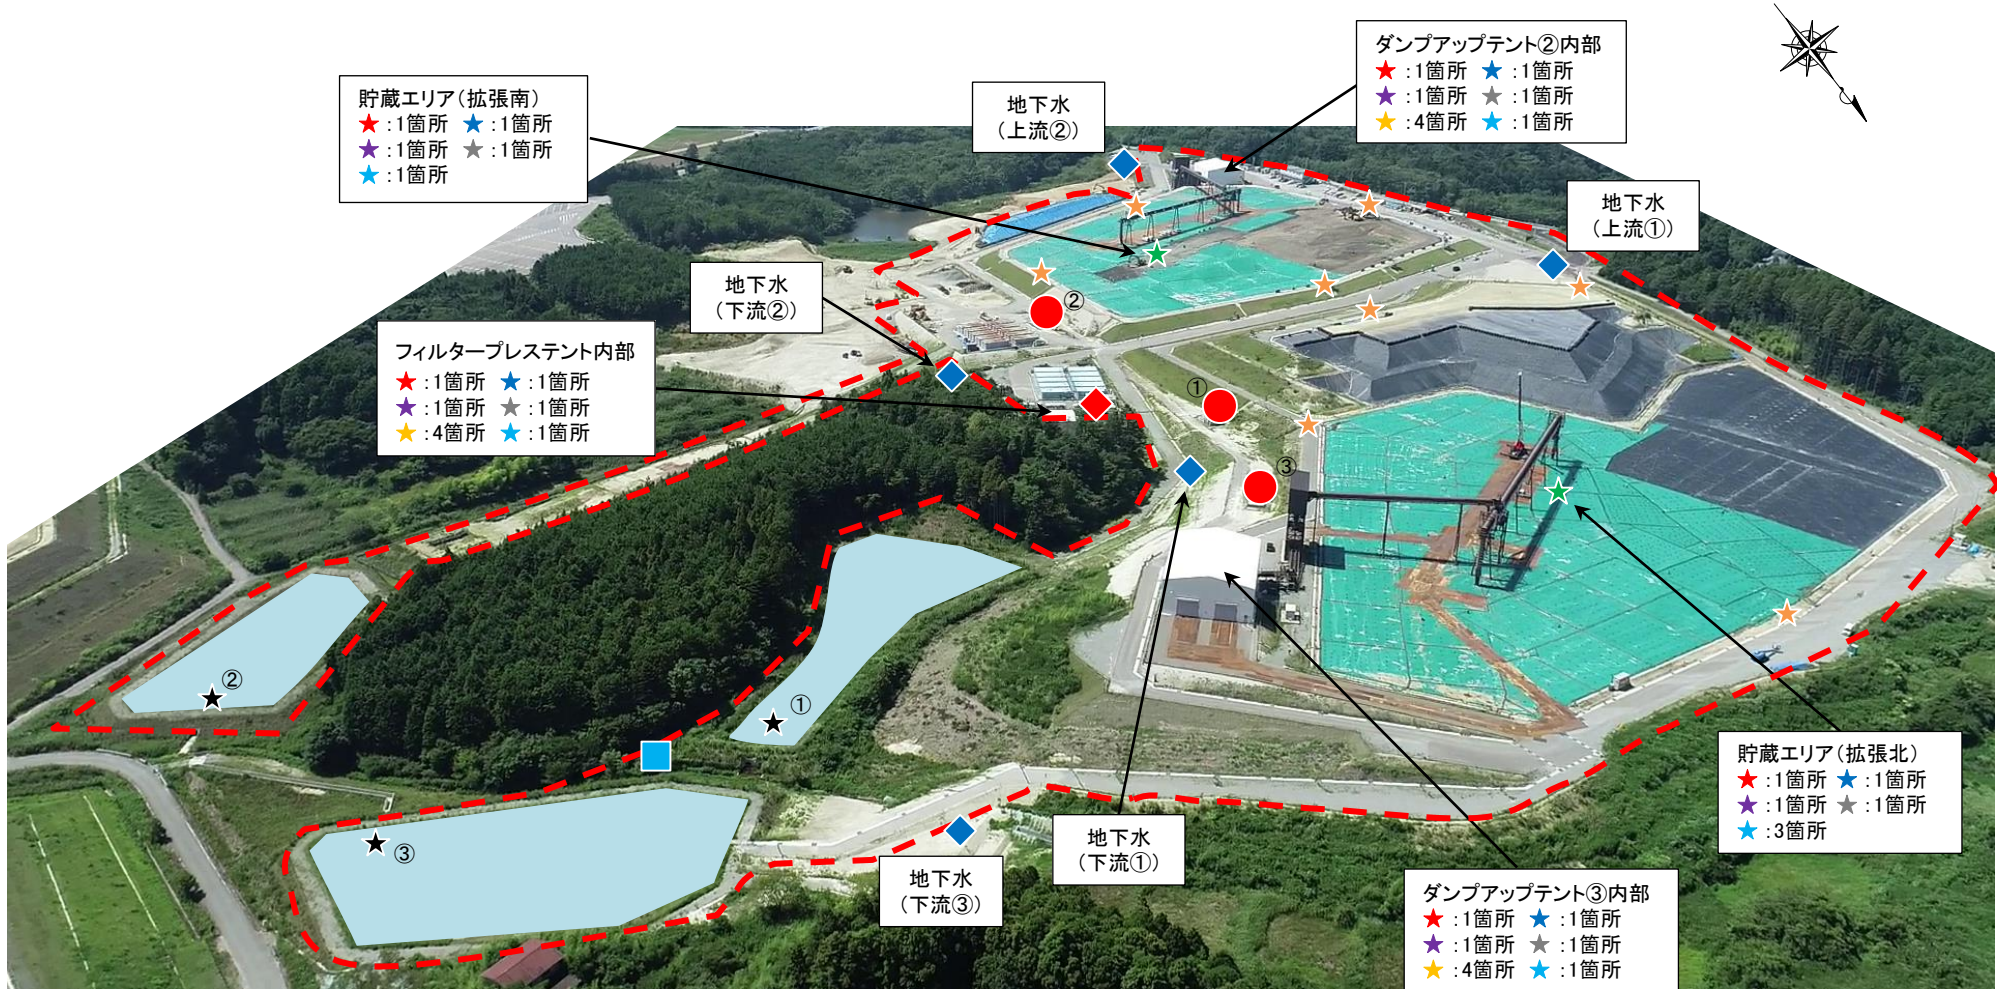 ダンプアップテント②内部
★:1箇所 ★:1箇所
★:1箇所 ★:1箇所
★:4箇所 ★:1箇所
貯蔵エリア(拡張南)
★:1箇所 ★:1箇所
★:1箇所 ★:1箇所
★:1箇所
地下水
(上流②)
地下水
(上流①)
地下水
(下流②)
②
フィルタープレステント内部
★:1箇所 ★:1箇所
★:1箇所 ★:1箇所
★:4箇所 ★:1箇所
①
③
②
①
③
貯蔵エリア(拡張北)
★:1箇所 ★:1箇所
★:1箇所 ★:1箇所
★:3箇所
地下水
(下流①)
地下水
(下流③)
ダンプアップテント③内部
★:1箇所 ★:1箇所
★:1箇所 ★:1箇所
★:4箇所 ★:1箇所